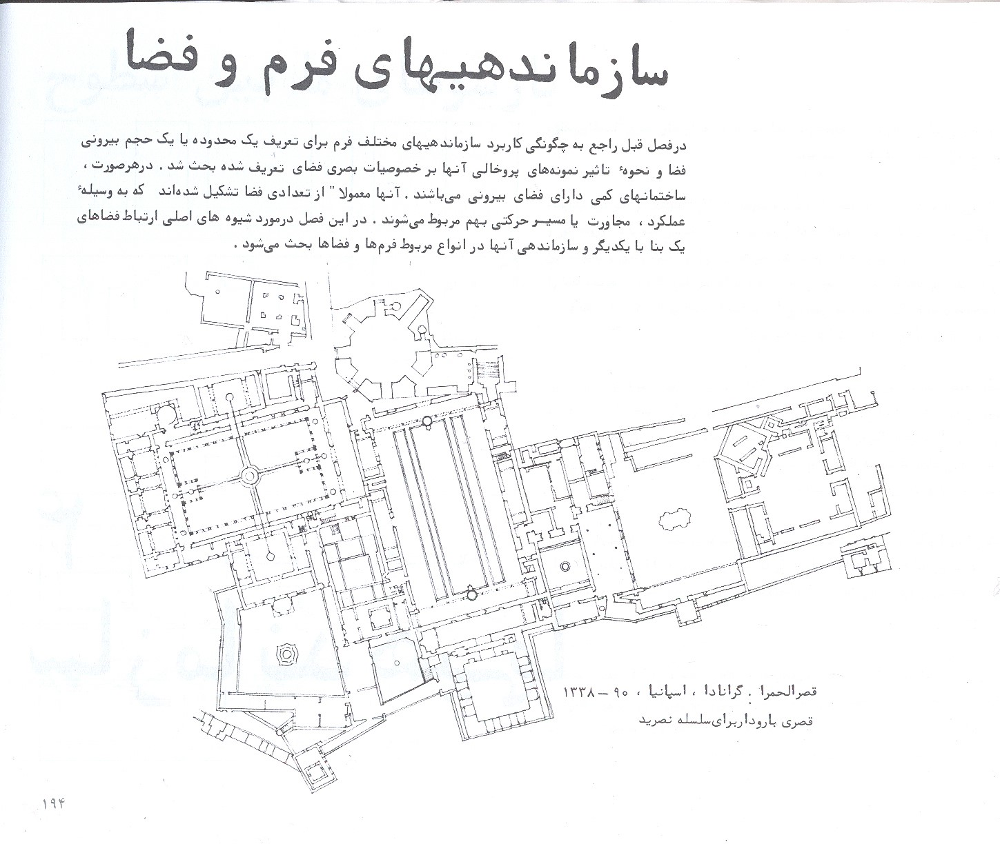 سازماندهیهای فرم و فضا
درفصل قبل راجع به چگونگی کاربرد سازماندهیهای مختلف فرم برای تعریف یک محدوده یا یک حجم بیرونی
فضا و نحوهٔ تاثیر نمونه‌های پروخالی آنها بر خصوصیات بصری فضای تعریف شده بحث شد . درهرصورت ،
ساختمانهای کمی دارای فضای بیرونی می‌باشند . آنها معمولا" از تعدادی فضا تشکیل شده‌اند که به وسیلهٔ
عملکرد ، مجاورت یا مسیر حرکتی بهم مربوط می‌شوند . در این فصل درمورد شیوه های اصلی ارتباط فضاهای
یک بنا با یکدیگر و سازماندهی آنها در انواع مربوط فرم‌ها و فضاها بحث می‌شود .
قصرالحمرا . گرانادا ، اسپانیا ، ۹۰ – ۱۳۳۸
قصری باروداربرای سلسله نصرید
۱۹۴